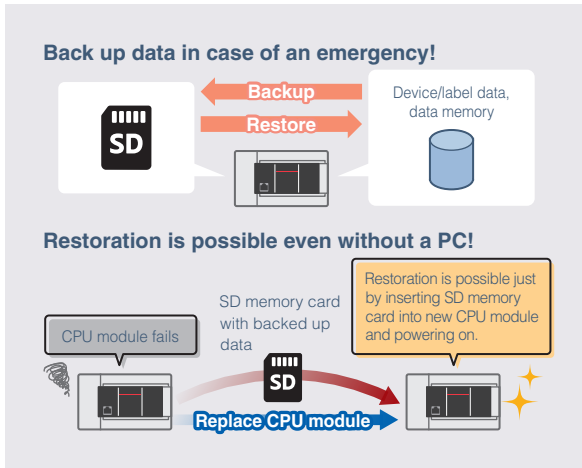 Back up data in case of an emergency!
SD
Backup
Restore
Device/label data,
data memory
Restoration is possible even without a PC!
CPU module fails
SD memory card
with backed up
data
SD
Restoration is possible just
by inserting SD memory
card into new CPU module
and powering on.
Replace CPU module